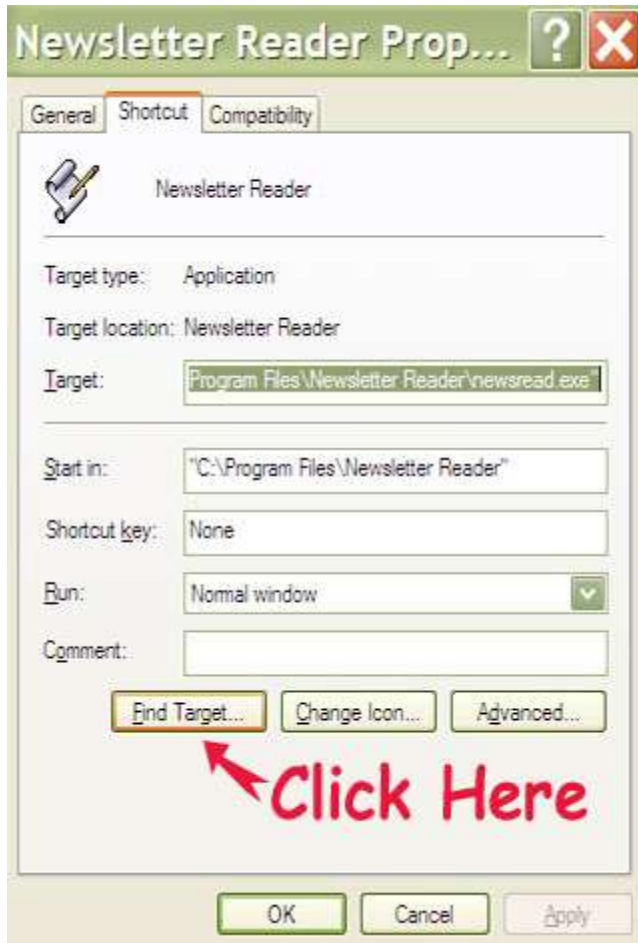 Newsletter Reader Prop... ?
General Shortcut Compatibility
Newsletter Reader
Target type: Application
Target location: Newsletter Reader
Target: Program Files\Newsletter Reader\newsread.exe"
Start in: "C:\Program Files\Newsletter Reader"
Shortcut key: None
Run: Normal window
Comment:
Find Target... Change Icon... Advanced...
Click Here
OK Cancel Apply